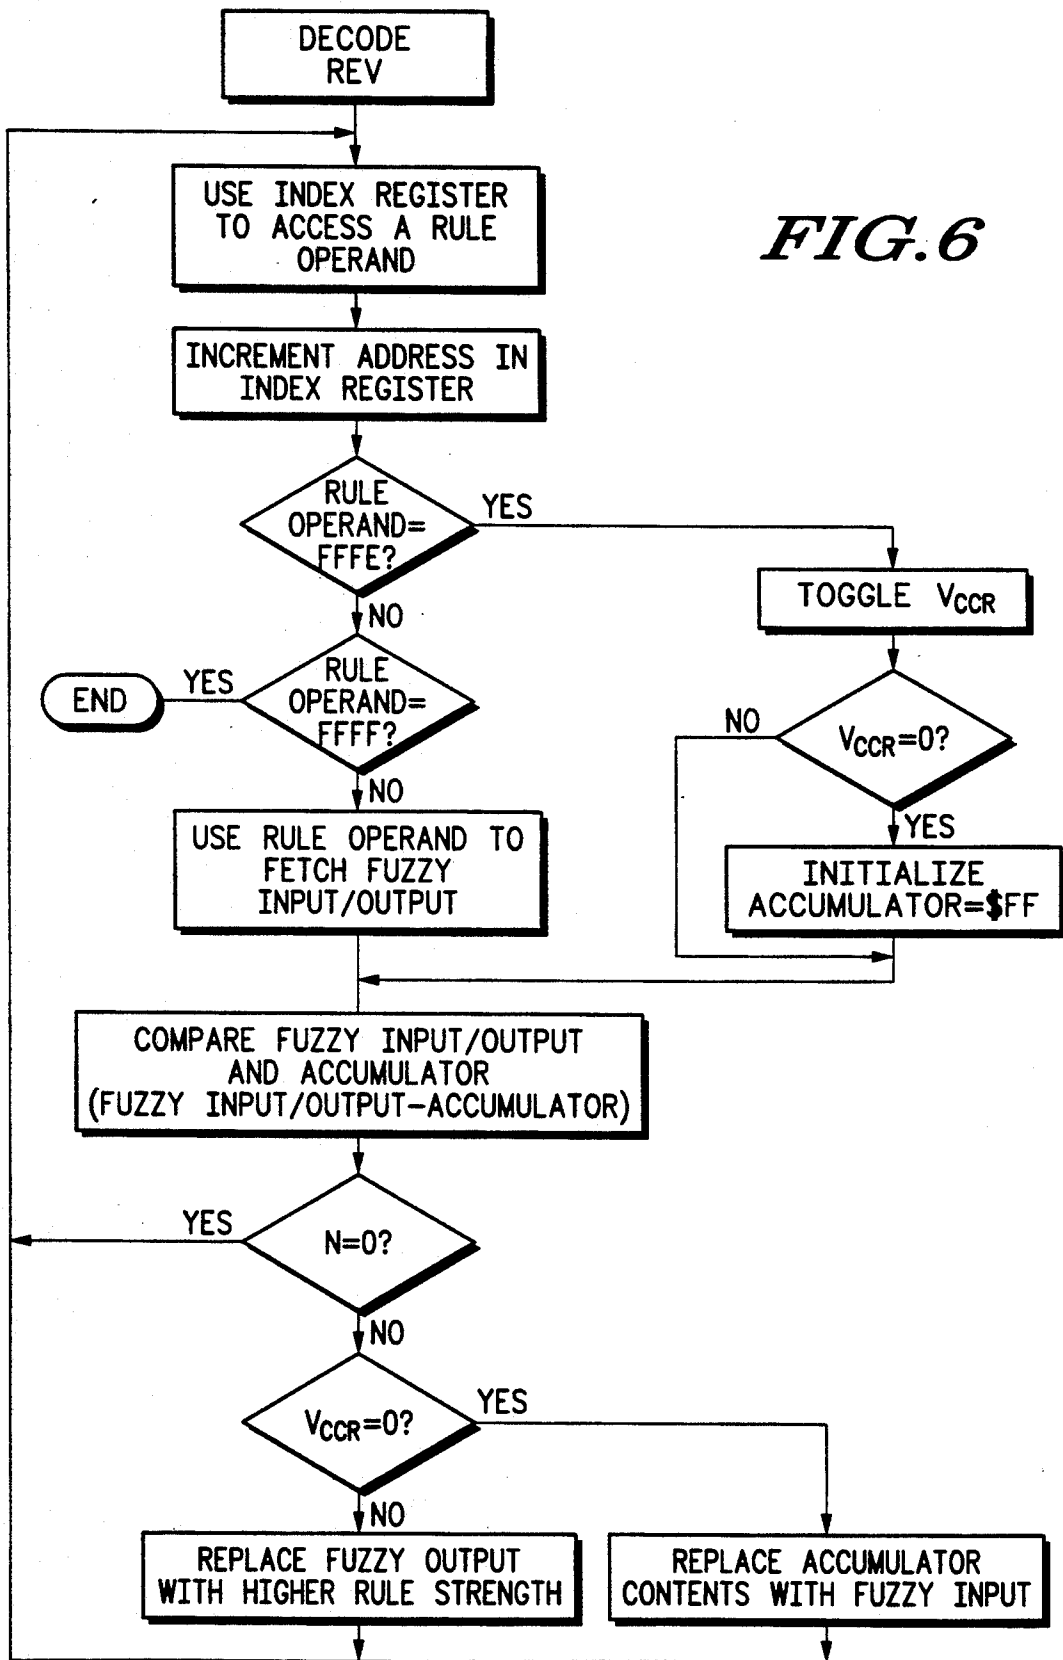 DECODE
REV
USE INDEX REGISTER
TO ACCESS A RULE
OPERAND
FIG.6
INCREMENT ADDRESS IN
INDEX REGISTER
RULE
OPERAND=
FFFE?
YES
NO
TOGGLE VCCR
RULE
OPERAND=
FFFF?
YES
END
NO
VCCR=0?
NO
YES
USE RULE OPERAND TO
FETCH FUZZY
INPUT/OUTPUT
INITIALIZE
ACCUMULATOR=$FF
COMPARE FUZZY INPUT/OUTPUT
AND ACCUMULATOR
(FUZZY INPUT/OUTPUT-ACCUMULATOR)
YES
N=0?
NO
VCCR=0?
YES
NO
REPLACE FUZZY OUTPUT
WITH HIGHER RULE STRENGTH
REPLACE ACCUMULATOR
CONTENTS WITH FUZZY INPUT